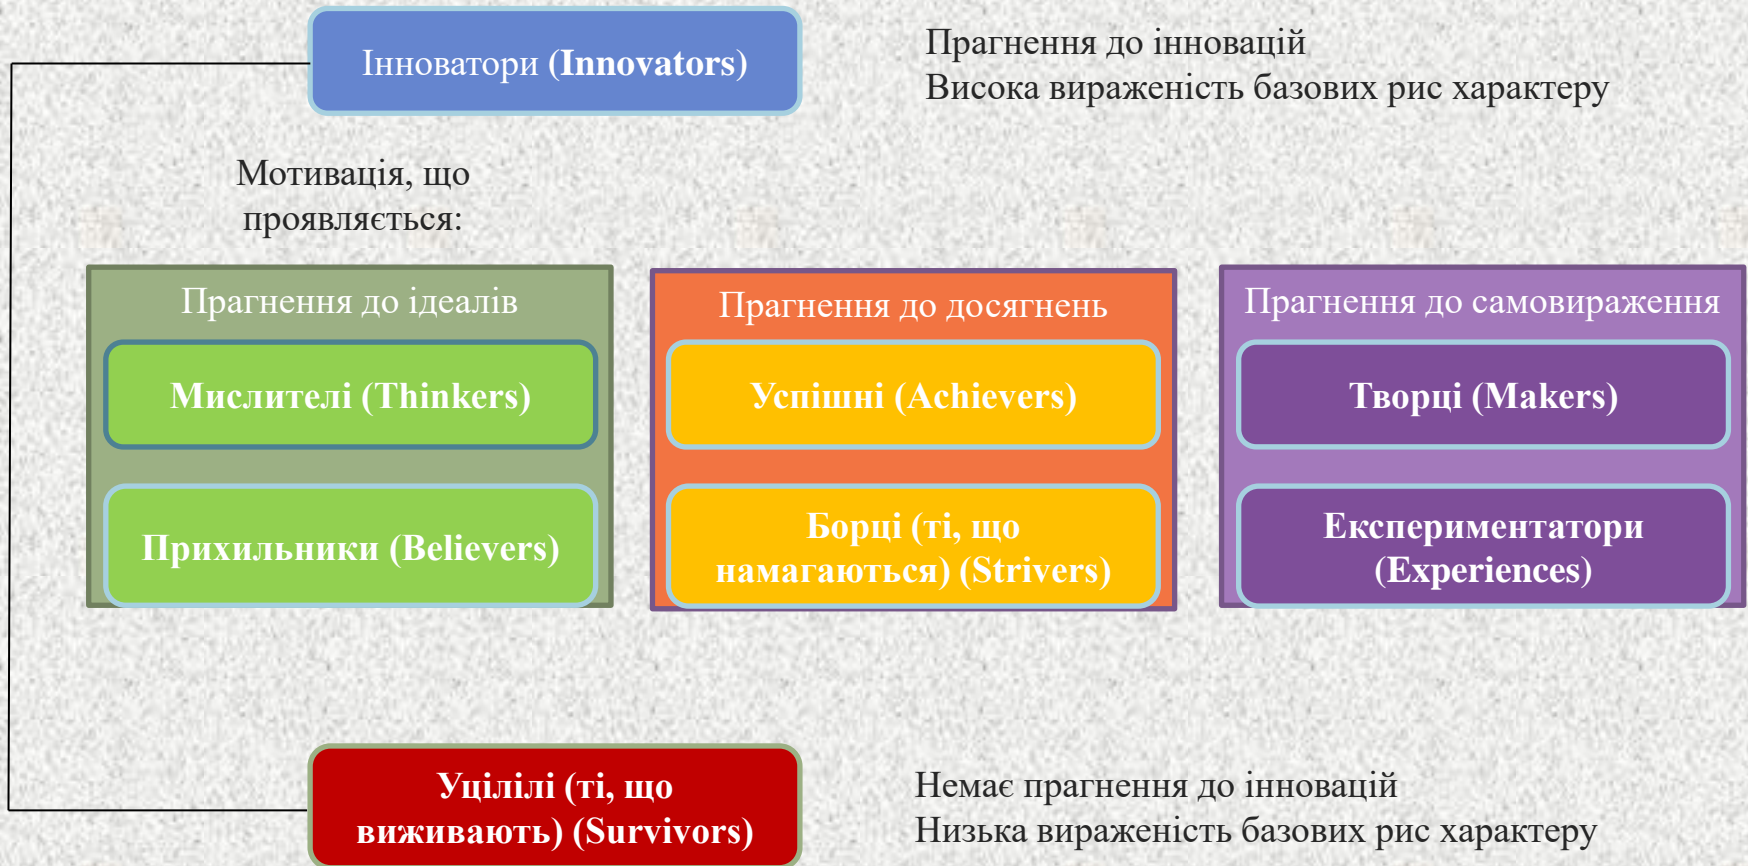 Інноватори (Innovators)
Прагнення до інновацій
Висока вираженість базових рис характеру
Мотивація, що
проявляється:
Прагнення до ідеалів
Мислителі (Thinkers)
Прихильники (Believers)
Прагнення до досягнень
Успішні (Achievers)
Борці (ті, що
намагаються) (Strivers)
Прагнення до самовираження
Творці (Makers)
Експериментатори
(Experiences)
Уцілілі (ті, що
виживають) (Survivors)
Немає прагнення до інновацій
Низька вираженість базових рис характеру